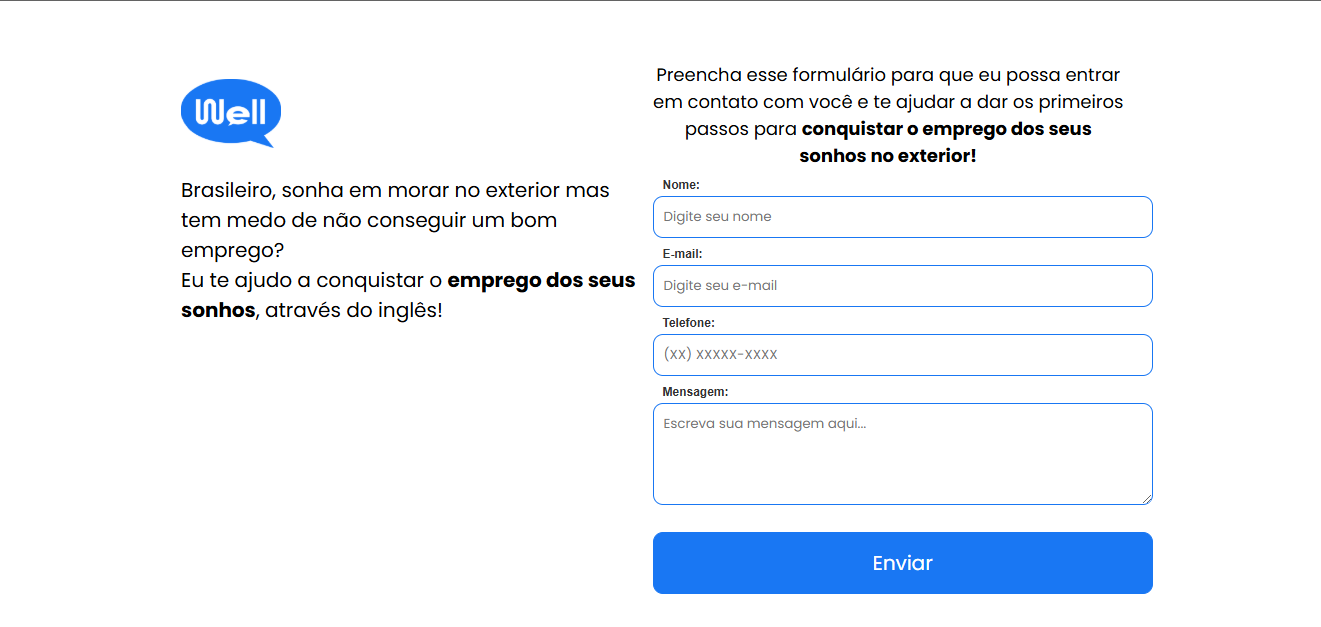 Well
Brasileiro, sonha em morar no exterior mas
tem medo de não conseguir um bom
emprego?
Eu te ajudo a conquistar o emprego dos seus
sonhos, através do inglês!
Preencha esse formulário para que eu possa entrar
em contato com você e te ajudar a dar os primeiros
passos para conquistar o emprego dos seus
sonhos no exterior!
Nome:
Digite seu nome
E-mail:
Digite seu e-mail
Telefone:
(XX) XXXXX-XXXX
Mensagem:
Escreva sua mensagem aqui...
Enviar